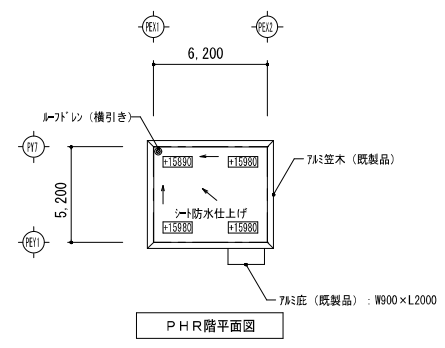 PEX1
PEX2
6,200
ルーフドレン（横引き）
PY7
+15890
+15980
アルミ笠木（既製品）
5,200
シート防水仕上げ
+15980
+15980
PEY1
アルミ庇（既製品）：W900×L2000
ＰＨＲ階平面図